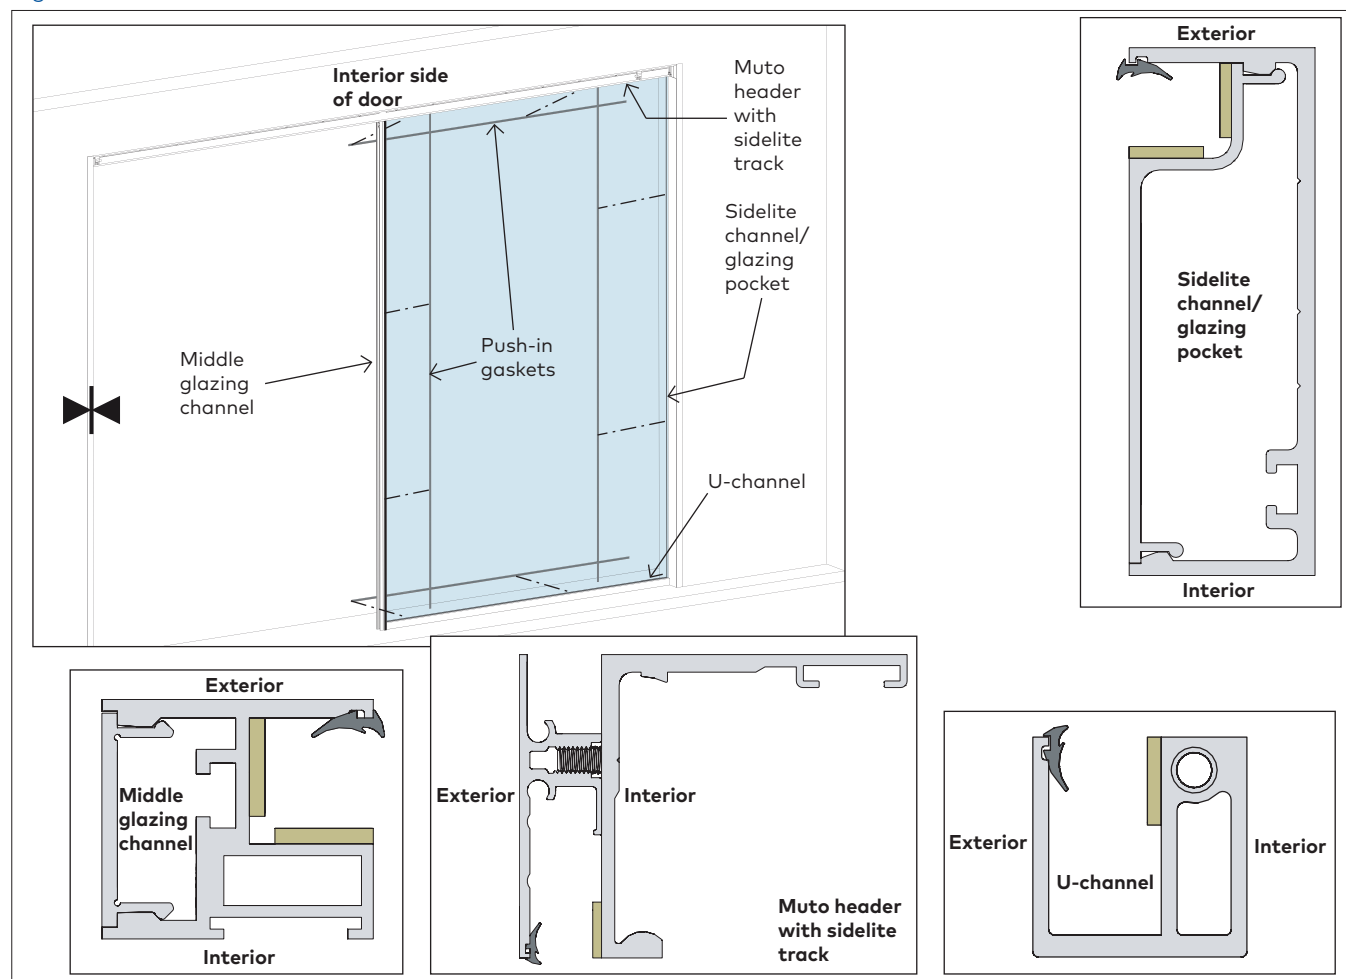 Interior side
of door
Muto
header
with
sidelite
track
Sidelite
channel/
glazing
pocket
Middle
glazing
channel
Push-in
gaskets
U-channel
Exterior
Sidelite
channel/
glazing
pocket
Interior
Exterior
Middle
glazing
channel
Interior
Exterior
Interior
Muto header
with sidelite
track
Exterior
U-channel
Interior